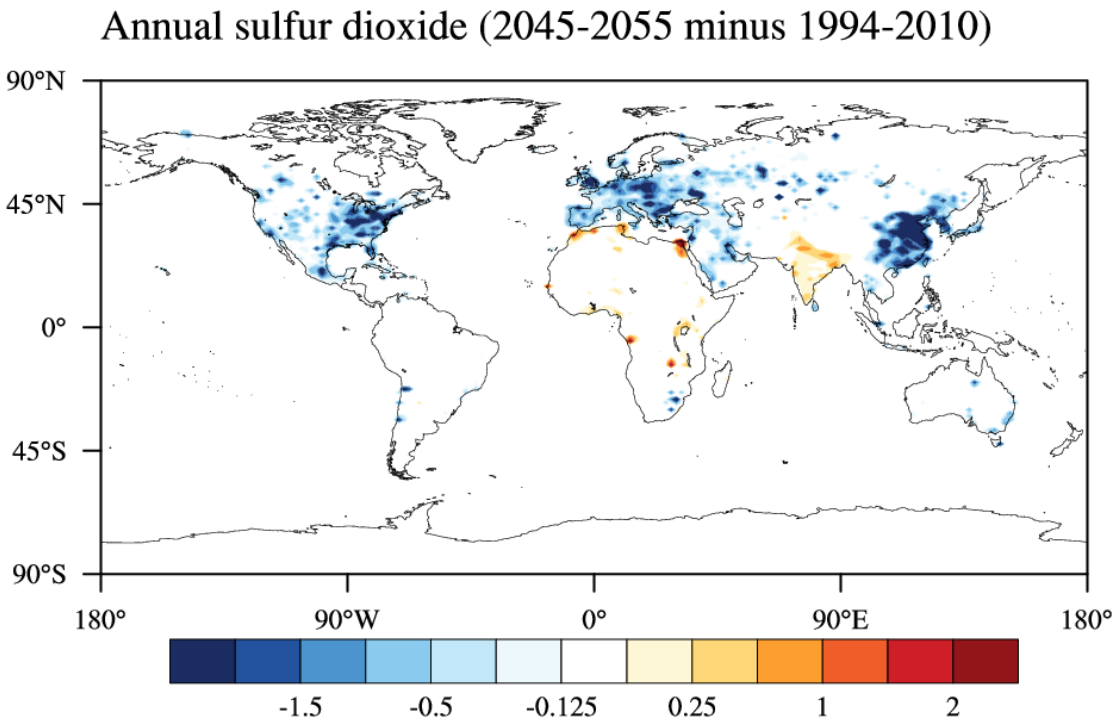 Annual sulfur dioxide (2045-2055 minus 1994-2010)
90°N
45°N
0°
45°S
90°S
180° 90°W 0° 90°E 180°
-1.5 -0.5 -0.125 0.25 1 2